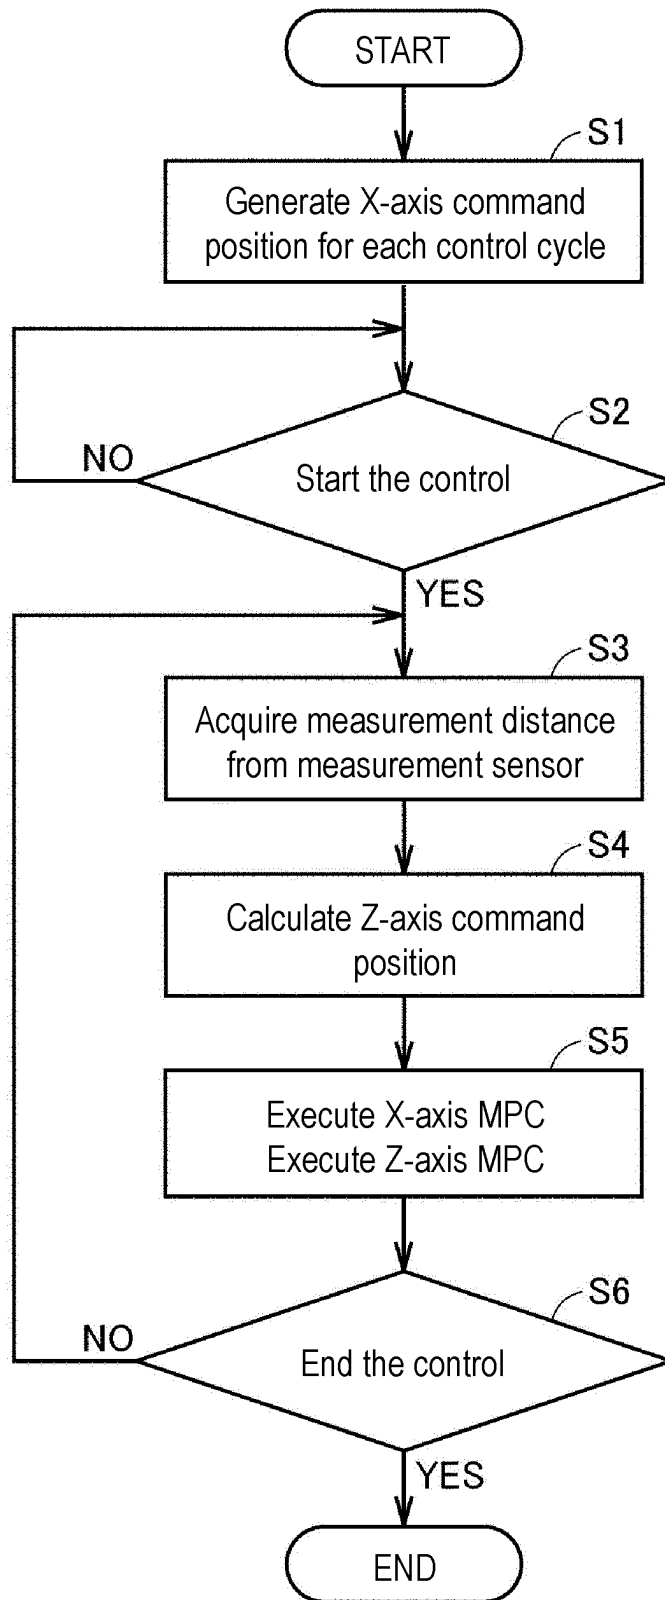 START
S1
Generate X-axis command
position for each control cycle
S2
NO
Start the control
YES
S3
Acquire measurement distance
from measurement sensor
S4
Calculate Z-axis command
position
S5
Execute X-axis MPC
Execute Z-axis MPC
S6
NO
End the control
YES
END